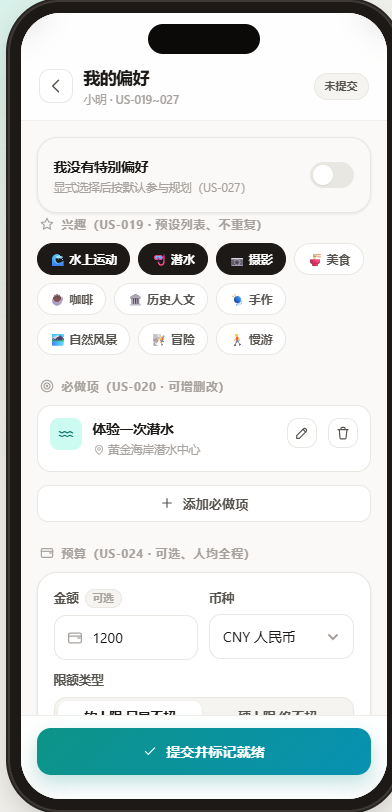 我的偏好
小明 · US-019~027
未提交
我没有特别偏好
显式选择后按默认参与规划（US-027）
兴趣（US-019 · 预设列表、不重复）
水上运动
潜水
摄影
美食
咖啡
历史人文
手作
自然风景
冒险
慢游
必做项（US-020 · 可增删改）
体验一次潜水
黄金海岸潜水中心
添加必做项
预算（US-024 · 可选、人均全程）
金额 可选
币种
1200
CNY 人民币
限额类型
提交并标记就绪